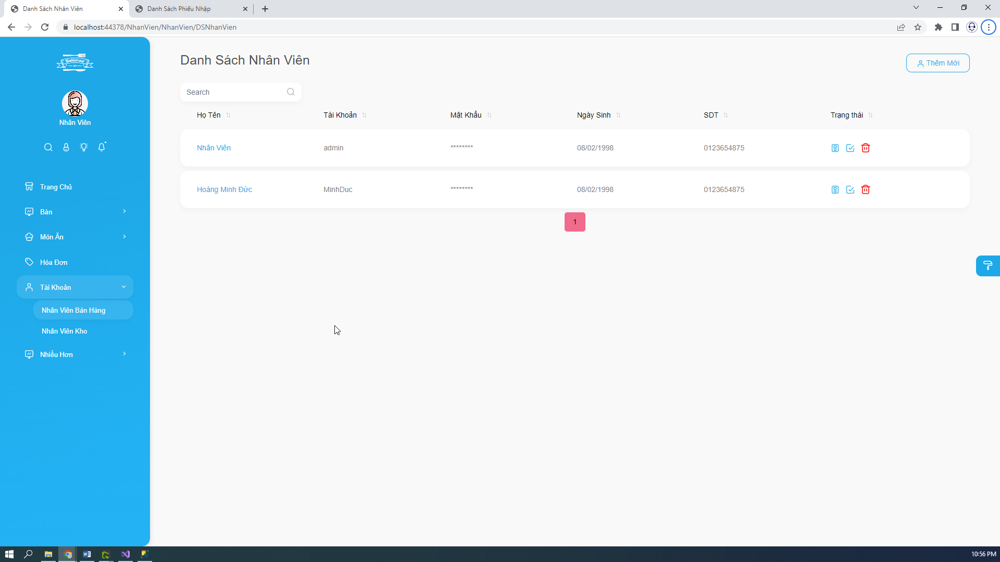 Danh Sách Nhân Viên
Danh Sách Phiếu Nhập
localhost:44378/NhanVien/NhanVien/DSNhanVien
Restaurant
Nhân Viên
Trang Chủ
Bàn
Món Ăn
Hóa Đơn
Tài Khoản
Nhân Viên Bán Hàng
Nhân Viên Kho
Nhiều Hơn
Danh Sách Nhân Viên
Thêm Mới
Search
Họ Tên Tài Khoản Mật Khẩu Ngày Sinh SDT Trạng thái
Nhân Viên admin ******** 08/02/1998 0123654875
Hoàng Minh Đức MinhDuc ******** 08/02/1998 0123654875
1
10:56 PM